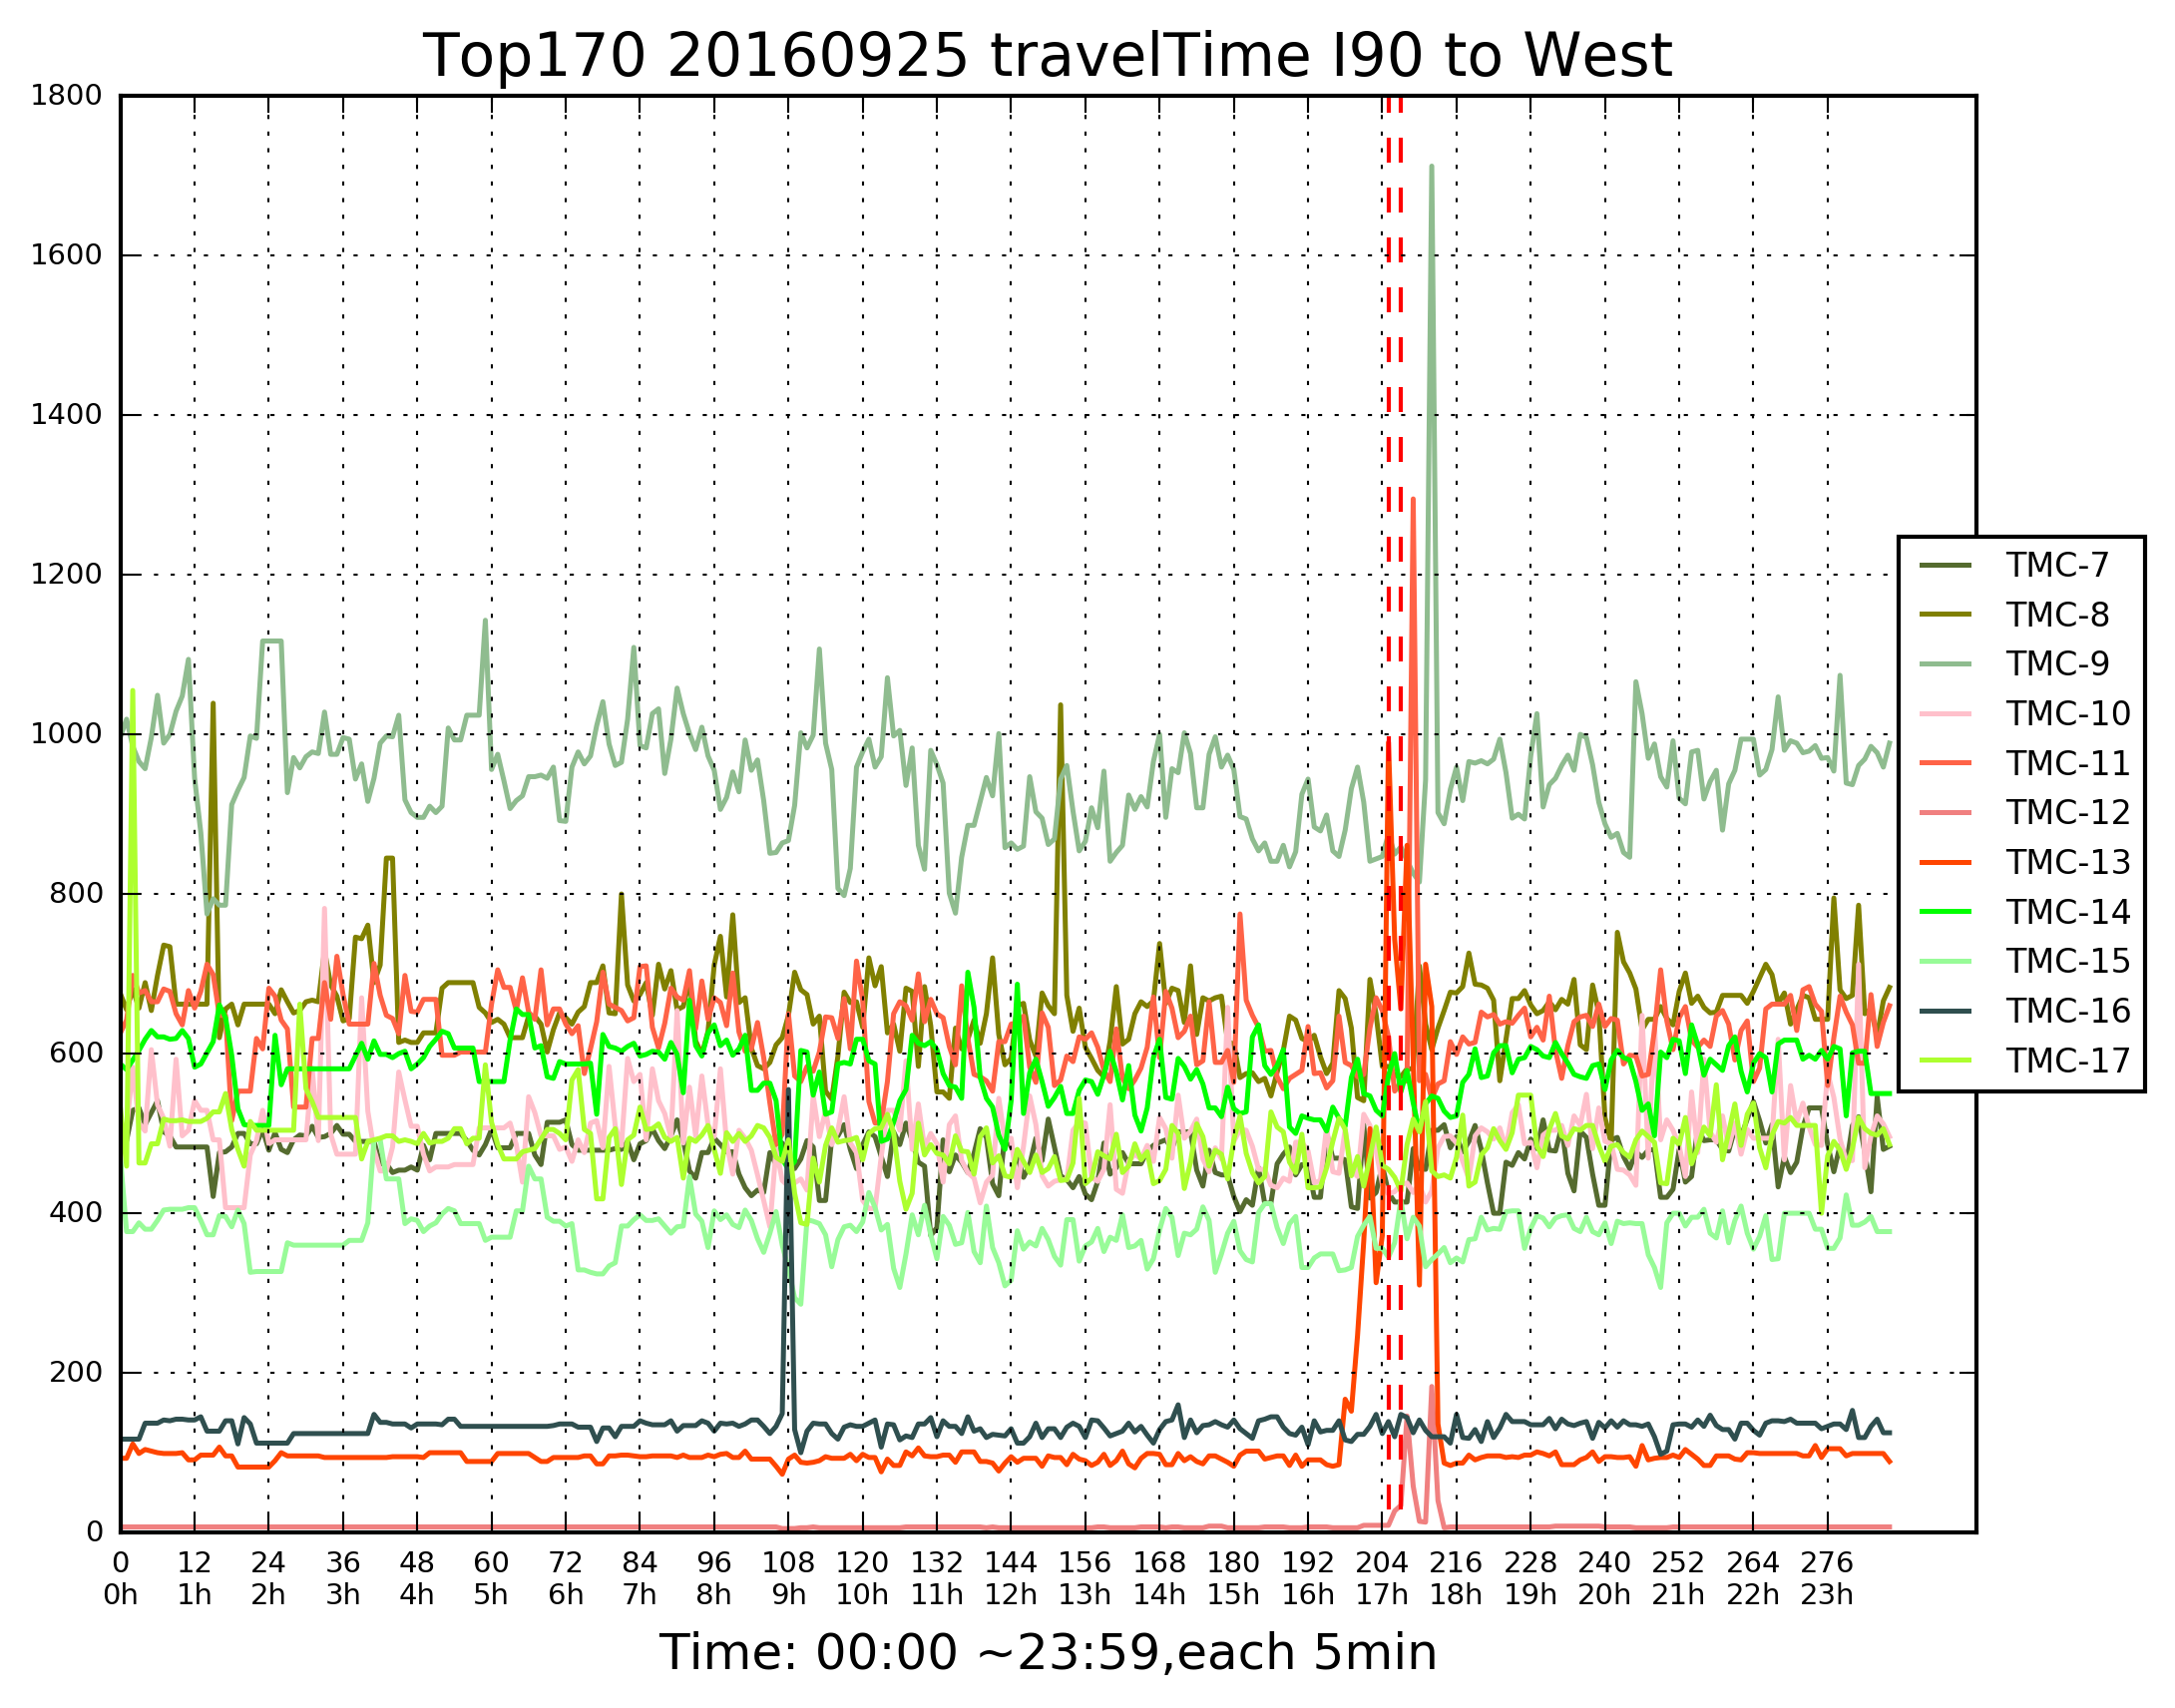 Top170 20160925 travelTime I90 to West
1800
1600
1400
1200
1000
800
600
400
200
0
TMC-7
TMC-8
TMC-9
TMC-10
TMC-11
TMC-12
TMC-13
TMC-14
TMC-15
TMC-16
TMC-17
0 12 24 36 48 60 72 84 96 108 120 132 144 156 168 180 192 204 216 228 240 252 264 276
0h 1h 2h 3h 4h 5h 6h 7h 8h 9h 10h 11h 12h 13h 14h 15h 16h 17h 18h 19h 20h 21h 22h 23h
Time: 00:00 ~23:59,each 5min